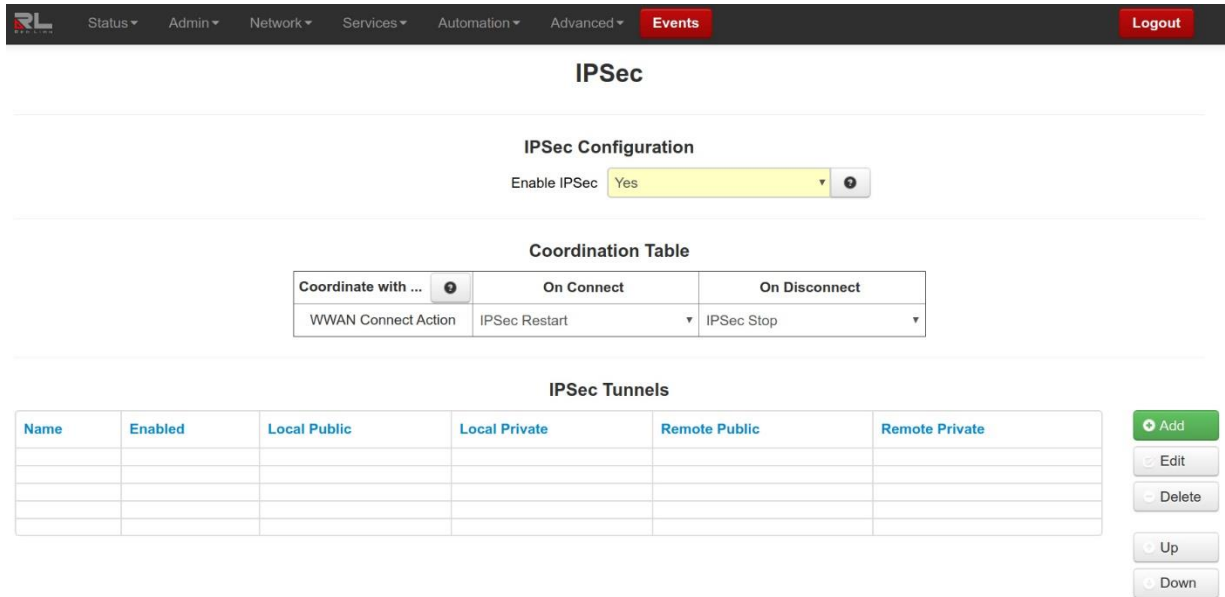 RL
Status Admin Network Services Automation Advanced Events Logout
IPSec
IPSec Configuration
Enable IPSec Yes
Coordination Table
Coordinate with ... On Connect On Disconnect
WWAN Connect Action IPSec Restart IPSec Stop
IPSec Tunnels
Name Enabled Local Public Local Private Remote Public Remote Private
Add
Edit
Delete
Up
Down